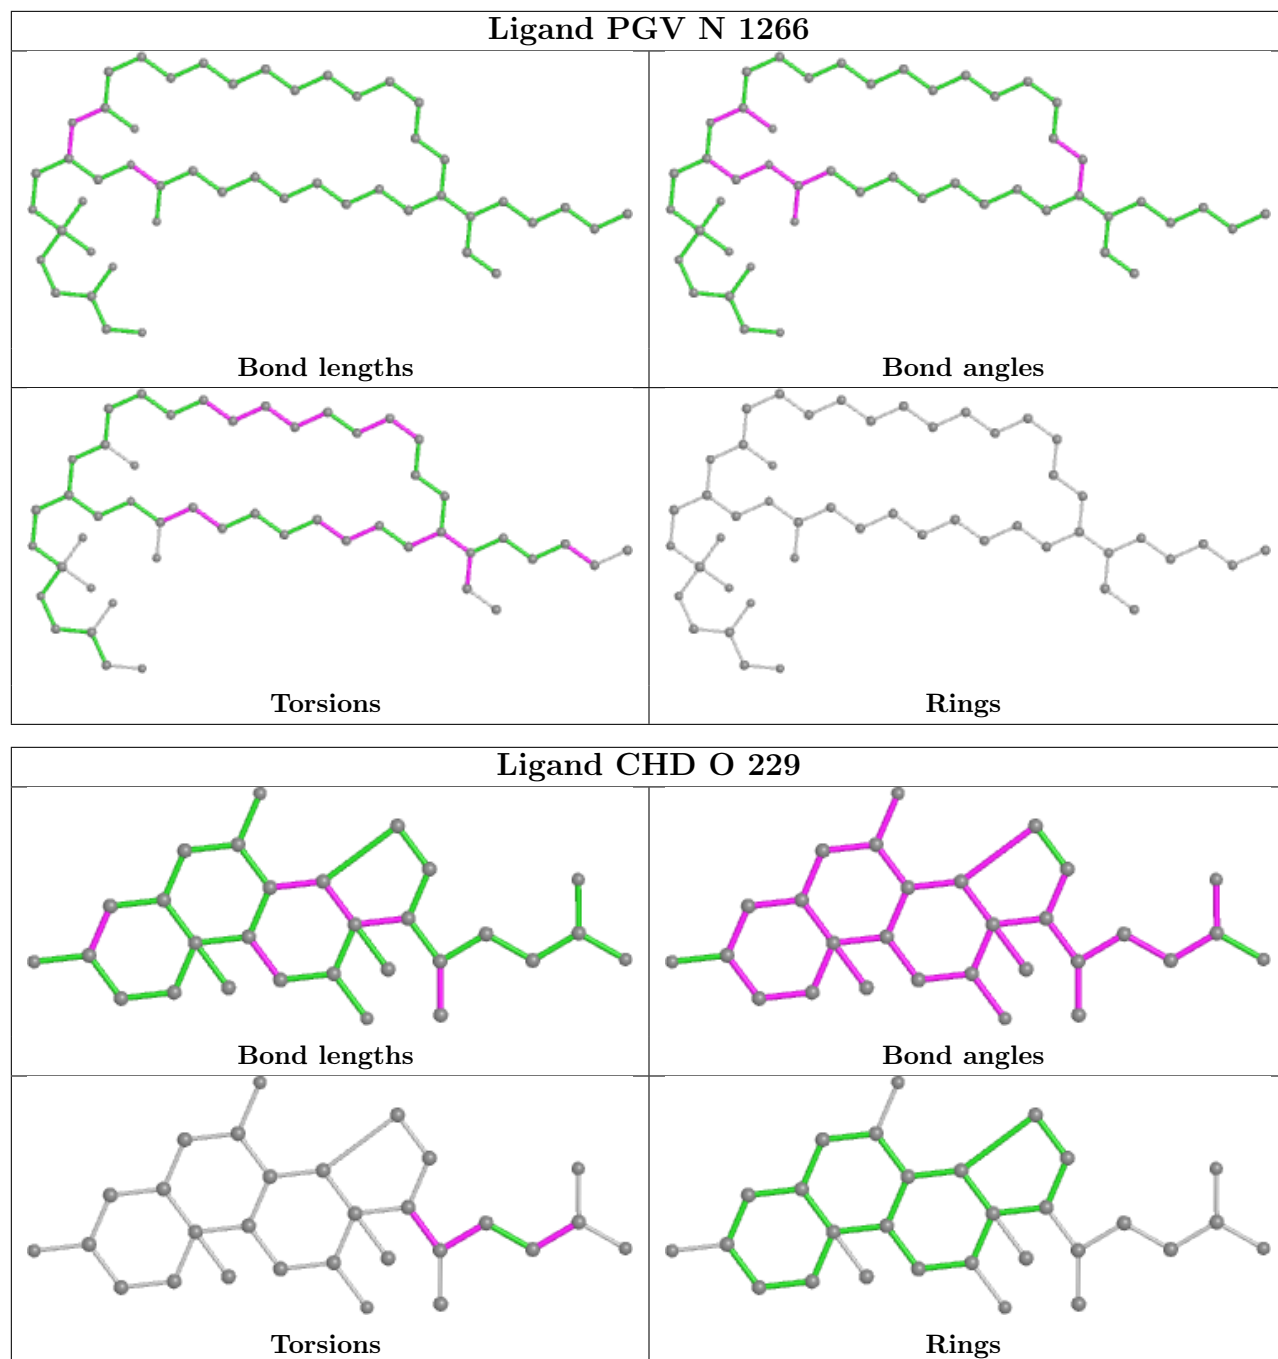 Ligand PGV N 1266
Bond lengths
Bond angles
Torsions
Rings
Ligand CHD O 229
Bond lengths
Bond angles
Torsions
Rings